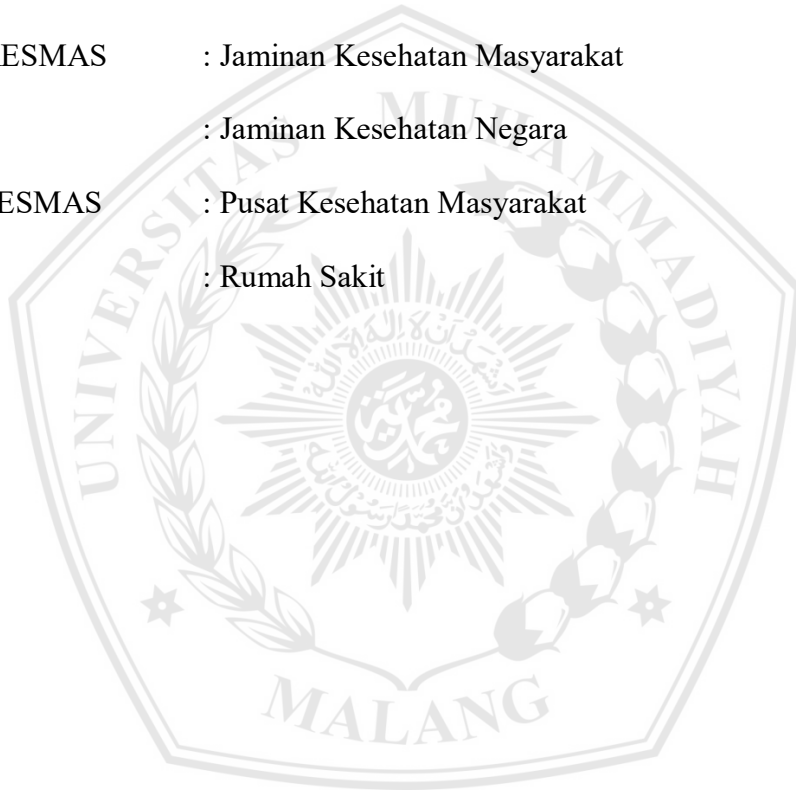 ESMAS : Jaminan Kesehatan Masyarakat
: Jaminan Kesehatan Negara
ESMAS : Pusat Kesehatan Masyarakat
: Rumah Sakit
UNIVERSITAS MUHAMMADIYAH
MALANG